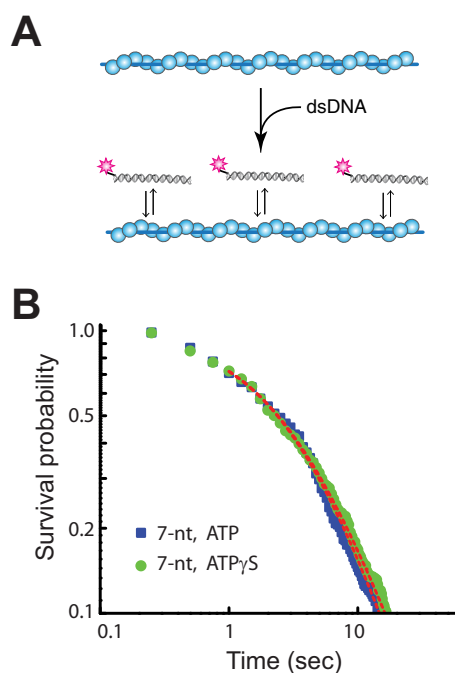 A
dsDNA
B
Survival probability
1.0
0.5
0.2
0.1
7-nt, ATP
7-nt, ATPγS
0.1 1 10
Time (sec)